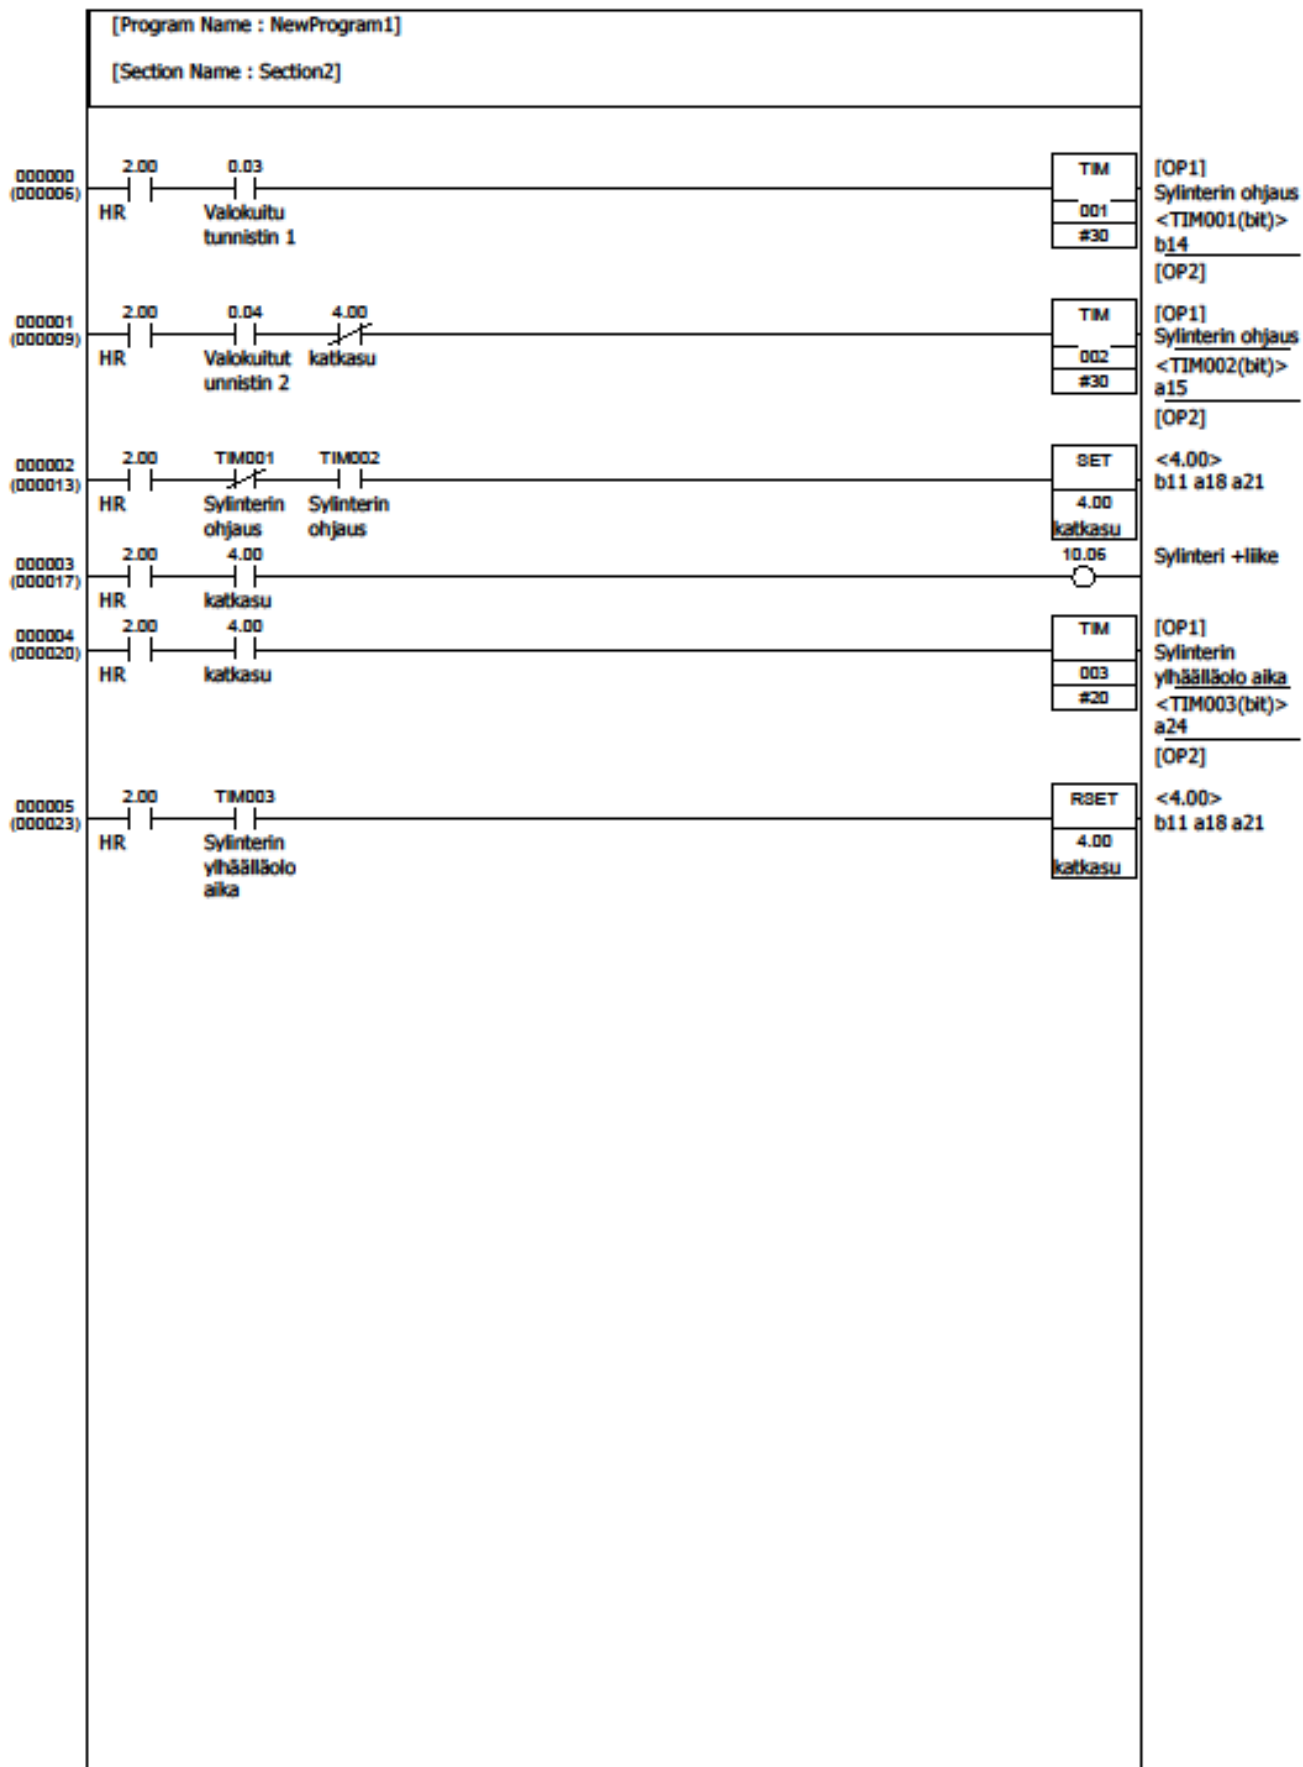 [Program Name : NewProgram1]
[Section Name : Section2]
000000
(000006)
2.00
HR
0.03
Valokuitu
tunnistin 1
TIM
001
#30
[OP1]
Sylinterin ohjaus
<TIM001(bit)>
b14
[OP2]
000001
(000009)
2.00
HR
0.04
Valokuitut
unnistin 2
4.00
katkasu
TIM
002
#30
[OP1]
Sylinterin ohjaus
<TIM002(bit)>
a15
[OP2]
000002
(000013)
2.00
HR
TIM001
Sylinterin
ohjaus
TIM002
Sylinterin
ohjaus
SET
4.00
katkasu
<4.00>
b11 a18 a21
000003
(000017)
2.00
HR
4.00
katkasu
10.06
Sylinteri +liike
000004
(000020)
2.00
HR
4.00
katkasu
TIM
003
#20
[OP1]
Sylinterin
ylhäälläolo aika
<TIM003(bit)>
a24
[OP2]
000005
(000023)
2.00
HR
TIM003
Sylinterin
ylhäälläolo
aika
RSET
4.00
katkasu
<4.00>
b11 a18 a21